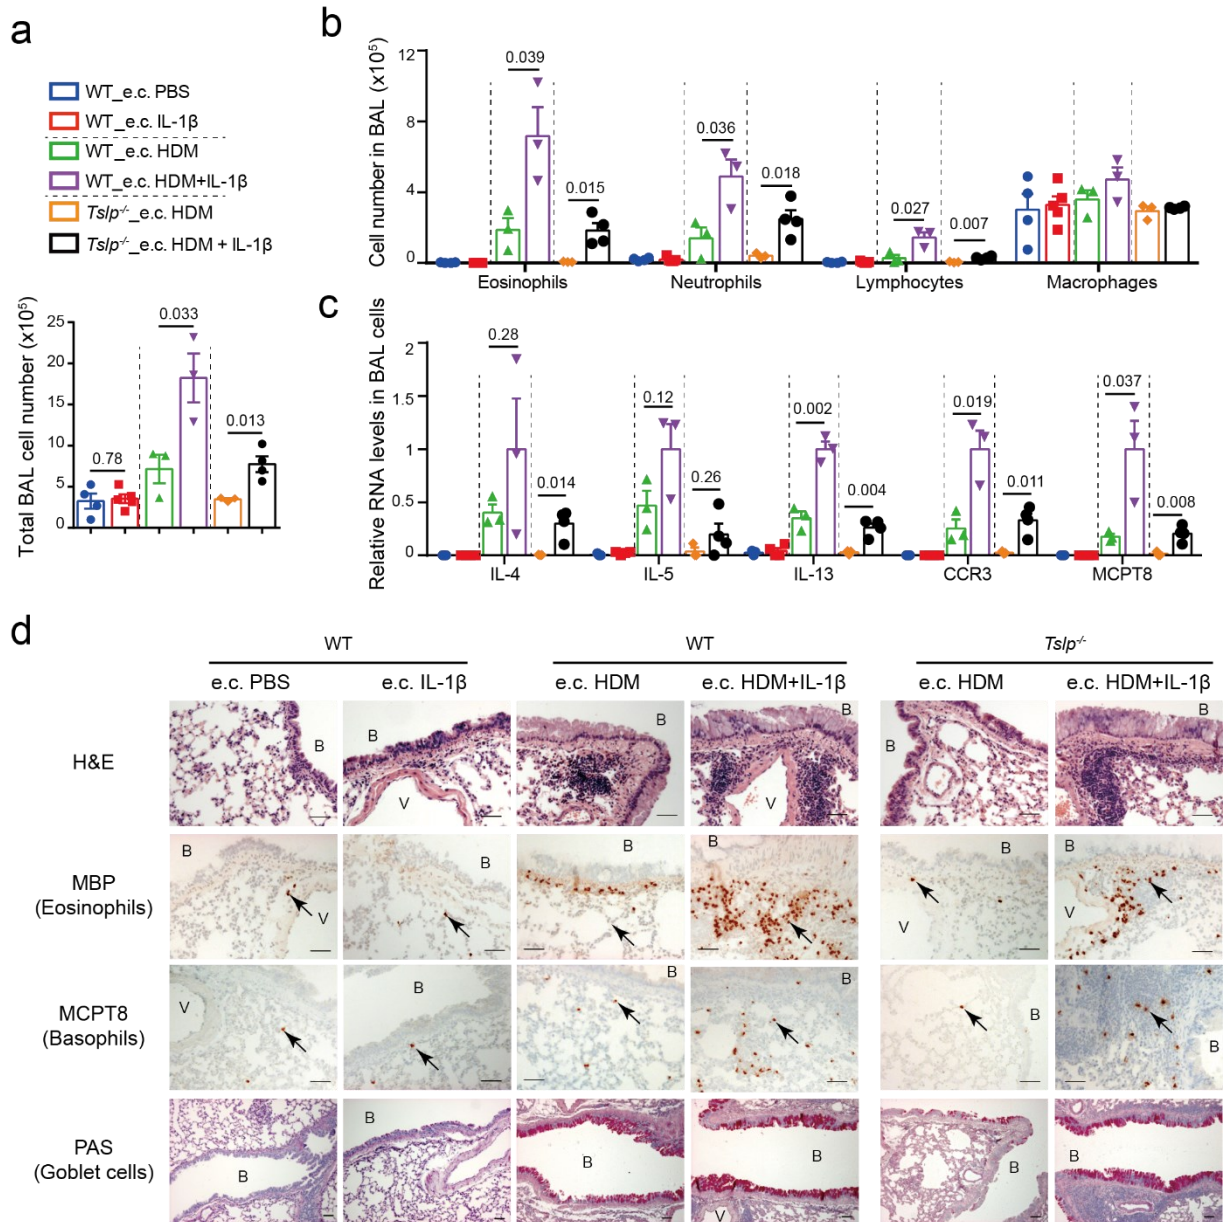 a
WT_e.c. PBS
WT_e.c. IL-1β
WT_e.c. HDM
WT_e.c. HDM+IL-1β
Tslp-/-_e.c. HDM
Tslp-/-_e.c. HDM + IL-1β
Total BAL cell number (x10⁵)
25
20
15
10
5
0
0.78
0.033
0.013
b
Cell number in BAL (x10⁵)
12
8
4
0
0.039
0.015
0.036
0.018
0.027
0.007
Eosinophils
Neutrophils
Lymphocytes
Macrophages
c
Relative RNA levels in BAL cells
2
1.5
1
0.5
0
0.28
0.014
0.12
0.26
0.002
0.004
0.019
0.011
0.037
0.008
IL-4
IL-5
IL-13
CCR3
MCPT8
d
WT
WT
Tslp-/-
e.c. PBS
e.c. IL-1β
e.c. HDM
e.c. HDM+IL-1β
e.c. HDM
e.c. HDM+IL-1β
H&E
B
B
V
B
B
V
B
B
MBP
(Eosinophils)
B
V
B
B
B
B
V
B
V
MCPT8
(Basophils)
V
B
B
B
B
B
PAS
(Goblet cells)
B
B
B
B
V
B
B